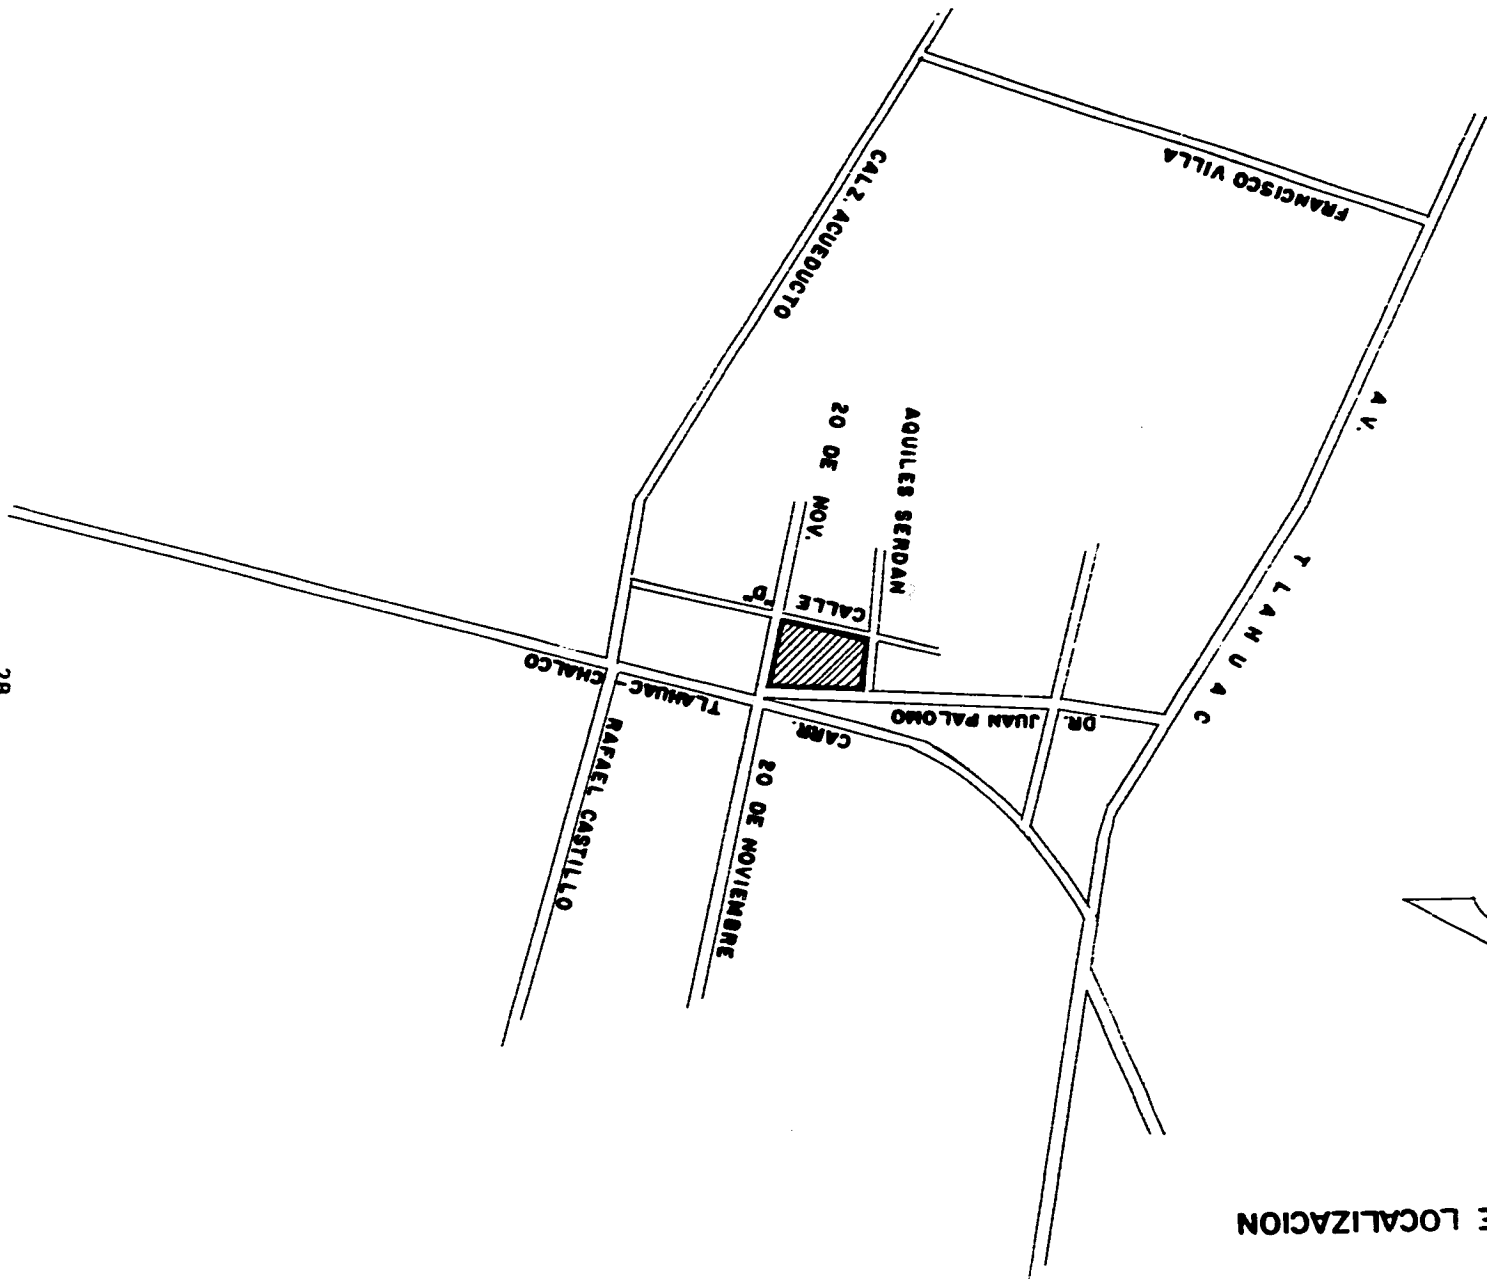 E LOCALIZACION
AV. TLAHUAC
FRANCISCO VILLA
CALZ. ACUEDUCTO
20 DE NOV.
AQUILES SERDAN
CALLE "D"
DR. JUAN PALOMO
CARR. TLAHUAC - CHALCO
20 DE NOVIEMBRE
RAFAEL CASTILLO
28